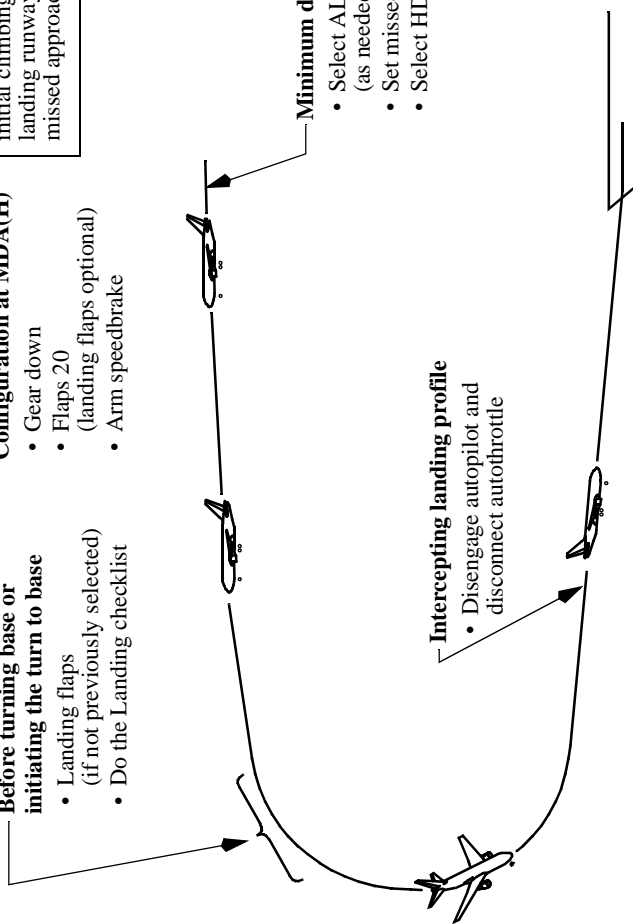 Before turning base or
initiating the turn to base
• Landing flaps
(if not previously selected)
• Do the Landing checklist
Configuration at MDA(H)
• Gear down
• Flaps 20
(landing flaps optional)
• Arm speedbrake
initial climbing
landing runway
missed approac
Minimum d
• Select AL
(as needed
• Set misse
• Select HD
Intercepting landing profile
• Disengage autopilot and
disconnect autothrottle